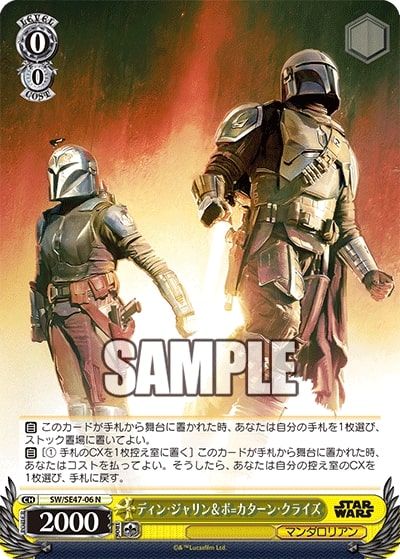 LEVEL
0
0
COST
SAMPLE
自 このカードが手札から舞台に置かれた時、あなたは自分の手札を1枚選び、
ストック置場に置いてよい。
自 [① 手札のCXを1枚控え室に置く] このカードが手札から舞台に置かれた時、
あなたはコストを払ってよい。そうしたら、あなたは自分の控え室のCXを
1枚選び、手札に戻す。
CH SW/SE47-06 N
ディン・ジャリン&ボ=カターン・クライズ
STAR WARS
POWER
2000
マンダロリアン
©&™Lucasfilm Ltd.